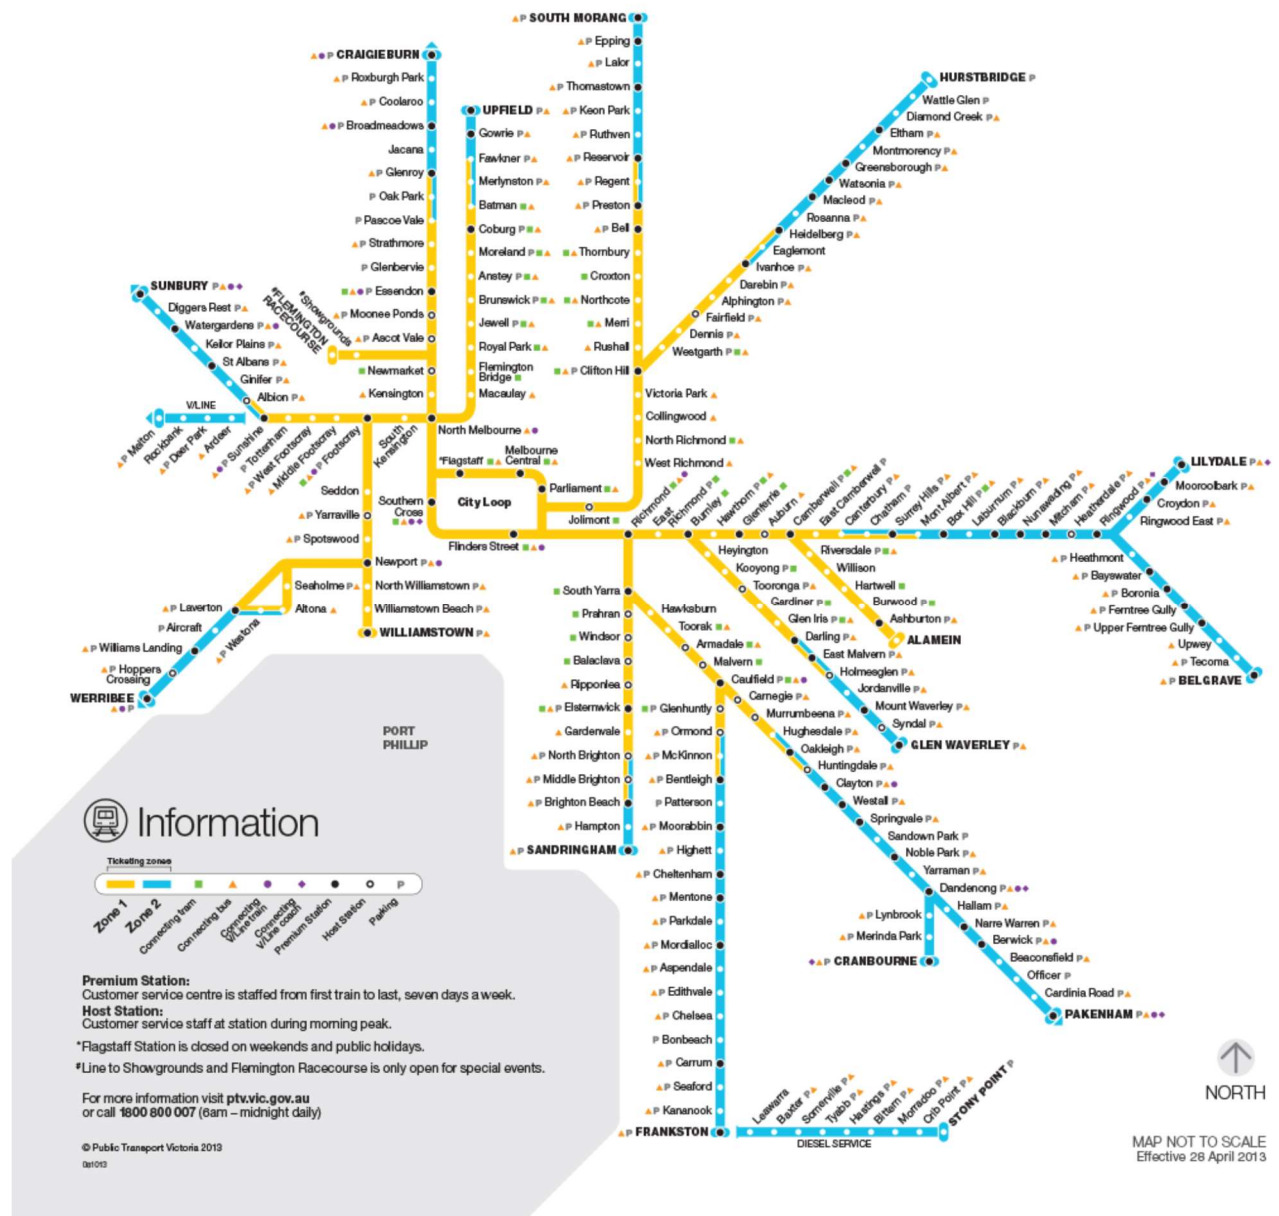 SOUTH MORANG
P Epping
P Lalor
P Thomastown
P Keon Park
P Ruthven
P Reservoir
P Regent
P Preston
P Bell
Thornbury
Croxton
Northcote
Merri
Rushall
P Clifton Hill
Victoria Park
Collingwood
North Richmond
West Richmond
P CRAIGIEBURN
P Roxburgh Park
P Coolaroo
P Broadmeadows
Jacana
P Glenroy
P Oak Park
P Pascoe Vale
P Strathmore
P Glenbervie
P Essendon
P Moonee Ponds
P Ascot Vale
Newmarket
Kensington
North Melbourne
UPFIELD P
Gowrie P
Fawkner P
Merlynston P
Batman
Coburg P
Moreland P
Anstey P
Brunswick P
Jewell P
Royal Park
Flemington
Bridge
Macaulay
HURSTBRIDGE P
Wattle Glen P
Diamond Creek P
Eltham P
Montmorency P
Greensborough P
Watsonia P
Macleod P
Rosanna P
Heidelberg P
Eaglemont
Ivanhoe P
Darebin P
Alphington P
Fairfield P
Dennis P
Westgarth P
#Showgrounds
#FLEMINGTON
RACECOURSE
SUNBURY P
Diggers Rest P
Watergardens P
Keilor Plains P
St Albans P
Ginifer P
Albion P
V/LINE
P Melton
Rockbank
P Deer Park
Ardeer
P Sunshine
P Tottenham
P West Footscray
Middle Footscray
P Footscray
South
Kensington
Seddon
P Yarraville
P Spotswood
Newport P
North Williamstown P
Williamstown Beach P
WILLIAMSTOWN P
Seaholme P
Altona
P Westona
P Laverton
P Aircraft
P Williams Landing
P Hoppers
Crossing
WERRIBEE
P
*Flagstaff
Melbourne
Central
Parliament
City Loop
Southern
Cross
Flinders Street
Jolimont
Richmond
East
Richmond P
Burnley
Hawthorn P
Glenferrie
Auburn
Camberwell P
East Camberwell P
Canterbury P
Chatham P
Surrey Hills P
Mont Albert P
Box Hill P
Laburnum P
Blackburn P
Nunawading P
Mitcham P
Heatherdale P
Ringwood P
LILYDALE P
Mooroolbark P
Croydon P
Ringwood East P
P Heathmont
P Bayswater
P Boronia
P Ferntree Gully
P Upper Ferntree Gully
Upwey
P Tecoma
P BELGRAVE
Riversdale P
Willison
Hartwell
Burwood P
Ashburton P
ALAMEIN
Heyington
Kooyong P
Tooronga P
Gardiner P
Glen Iris P
Darling P
East Malvern P
Holmesglen P
Jordanville P
Mount Waverley P
Syndal P
GLEN WAVERLEY P
South Yarra
Prahran
Windsor
Balaclava
Ripponlea
P Elsternwick
Gardenvale
P North Brighton
P Middle Brighton
P Brighton Beach
P Hampton
P SANDRINGHAM
Hawksburn
Toorak
Armadale
Malvern
Caulfield P
Carnegie P
Murrumbeena P
Hughesdale P
Oakleigh P
Huntingdale P
Clayton P
Westall P
Springvale P
Sandown Park P
Noble Park P
Yarraman P
Dandenong P
P Lynbrook
P Merinda Park
P CRANBOURNE
Hallam P
Narre Warren P
Berwick P
Beaconsfield P
Officer P
Cardinia Road P
PAKENHAM P
P Glenhuntly
P Ormond
P McKinnon
P Bentleigh
P Patterson
P Moorabbin
P Highett
P Cheltenham
P Mentone
P Parkdale
P Mordialloc
P Aspendale
P Edithvale
P Chelsea
P Bonbeach
P Carrum
P Seaford
P Kananook
P FRANKSTON
Leawarra
Baxter P
Somerville P
Tyabb P
Hastings P
Bittern P
Morradoo P
Crib Point P
STONY POINT P
DIESEL SERVICE
PORT
PHILLIP
Information
Ticketing zones
P
Zone 1
Zone 2
Connecting tram
Connecting bus
Connecting
V/Line train
Connecting
V/Line coach
Premium Station
Host Station
Parking
Premium Station:
Customer service centre is staffed from first train to last, seven days a week.
Host Station:
Customer service staff at station during morning peak.
*Flagstaff Station is closed on weekends and public holidays.
#Line to Showgrounds and Flemington Racecourse is only open for special events.
For more information visit ptv.vic.gov.au
or call 1800 800 007 (6am – midnight daily)
© Public Transport Victoria 2013
NORTH
MAP NOT TO SCALE
Effective 28 April 2013